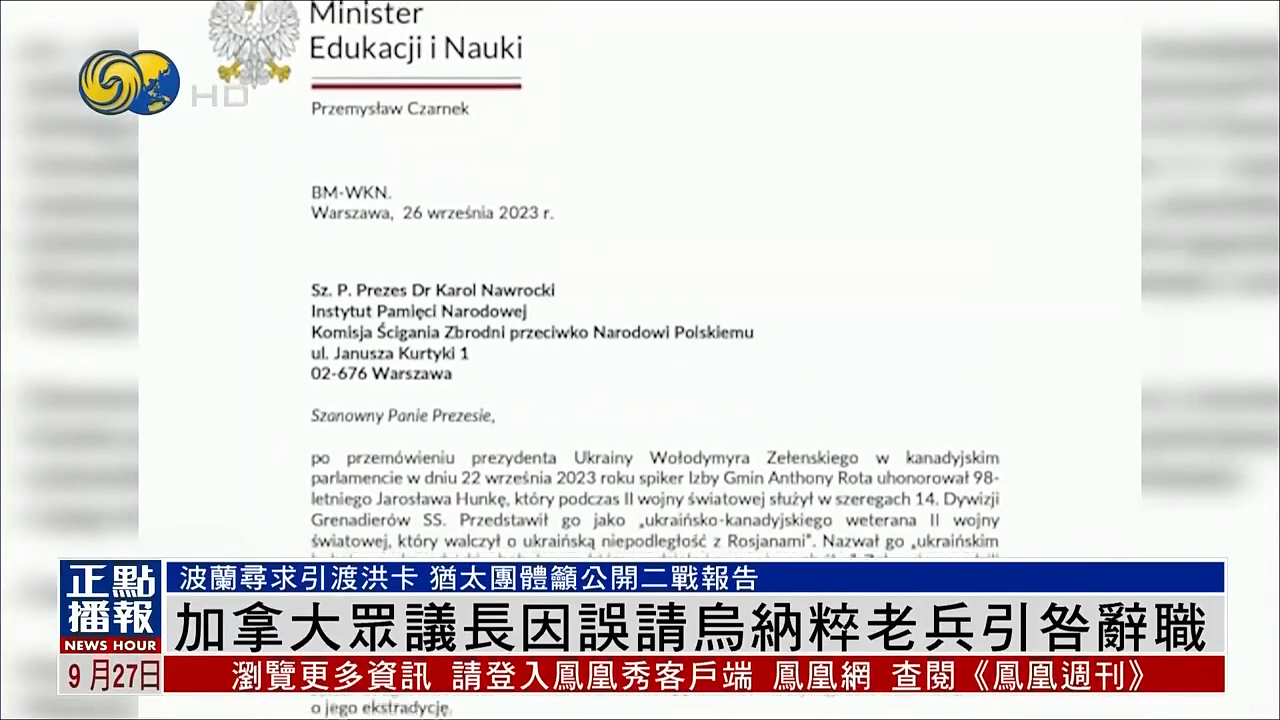 Minister
Edukacji i Nauki
HD
Przemysław Czarnek
BM-WKN.
Warszawa, 26 września 2023 r.
Sz. P. Prezes Dr Karol Nawrocki
Instytut Pamięci Narodowej
Komisja Ścigania Zbrodni przeciwko Narodowi Polskiemu
ul. Janusza Kurtyki 1
02-676 Warszawa
Szanowny Panie Prezesie,
po przemówieniu prezydenta Ukrainy Wołodymyra Zełenskiego w kanadyjskim
parlamencie w dniu 22 września 2023 roku spiker Izby Gmin Anthony Rota uhonorował 98-
letniego Jarosława Hunkę, który podczas II wojny światowej służył w szeregach 14. Dywizji
Grenadierów SS. Przedstawił go jako „ukraińsko-kanadyjskiego weterana II wojny
światowej, który walczył o ukraińską niepodległość z Rosjanami”. Nazwał go „ukraińskim
正點
播報
NEWS HOUR
波蘭尋求引渡洪卡 猶太團體籲公開二戰報告
加拿大眾議長因誤請烏納粹老兵引咎辭職
9月27日
瀏覽更多資訊 請登入鳳凰秀客戶端 鳳凰網 查閱《鳳凰週刊》
o jego ekstradycję.